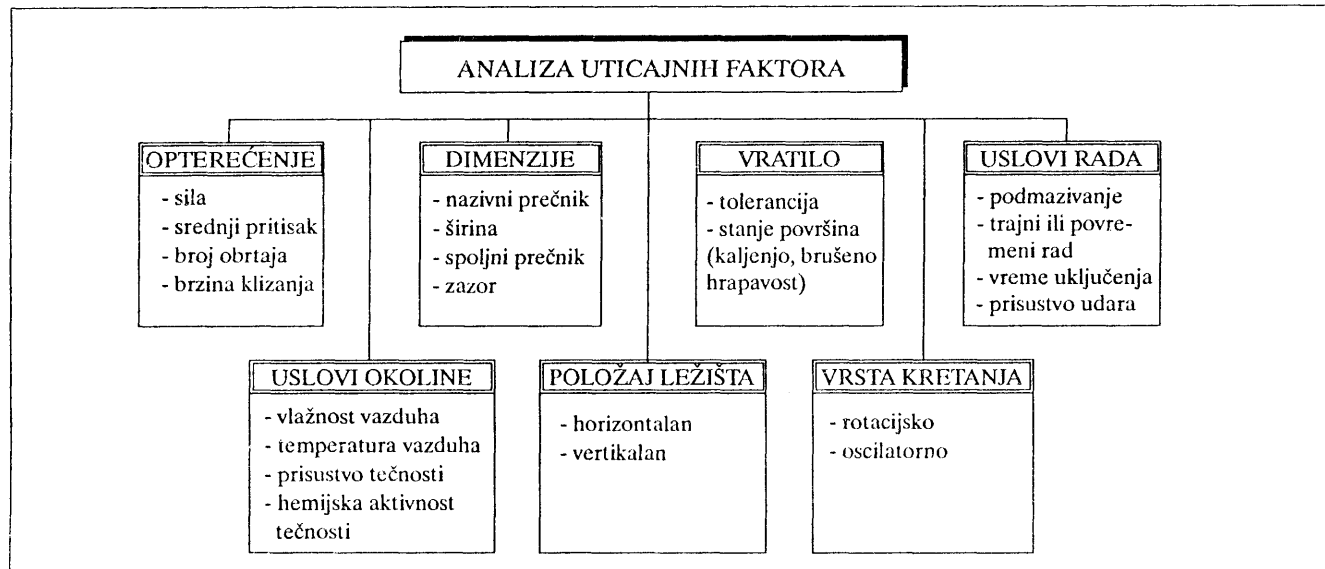 ANALIZA UTICAJNIH FAKTORA
OPTEREĆENJE
- sila
- srednji pritisak
- broj obrtaja
- brzina klizanja
DIMENZIJE
- nazivni prečnik
- širina
- spoljni prečnik
- zazor
VRATILO
- tolerancija
- stanje površina
(kaljenjo, brušeno
hrapavost)
USLOVI RADA
- podmazivanje
- trajni ili povre-
meni rad
- vreme uključenja
- prisustvo udara
USLOVI OKOLINE
- vlažnost vazduha
- temperatura vazduha
- prisustvo tečnosti
- hemijska aktivnost
tečnosti
POLOŽAJ LEŽIŠTA
- horizontalan
- vertikalan
VRSTA KRETANJA
- rotacijsko
- oscilatorno